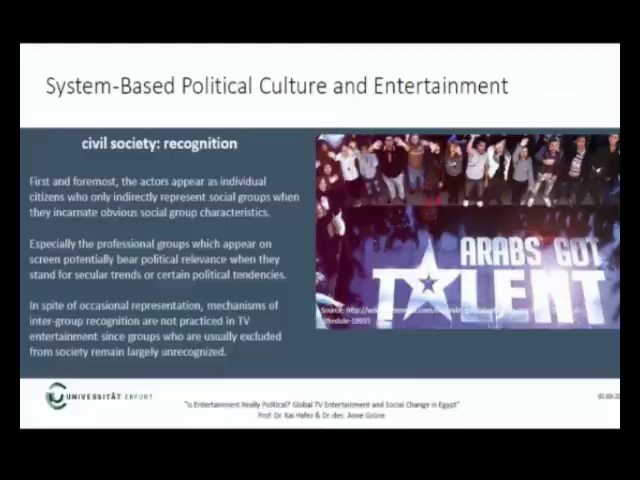 System-Based Political Culture and Entertainment
civil society: recognition
First and foremost, the actors appear as individual
citizens who only indirectly represent social groups when
they incarnate obvious social group characteristics.
Especially the professional groups which appear on
screen potentially bear political relevance when they
stand for secular trends or certain political tendencies.
In spite of occasional representation, mechanisms of
inter-group recognition are not practiced in TV
entertainment since groups who are usually excluded
from society remain largely unrecognized.
ARABS GOT
TALENT
Source:
UNIVERSITÄT ERFURT
"Is Entertainment Really Political? Global TV Entertainment and Social Change in Egypt"
Prof. Dr. Kai Hafez & Dr. des. Anne Grüne